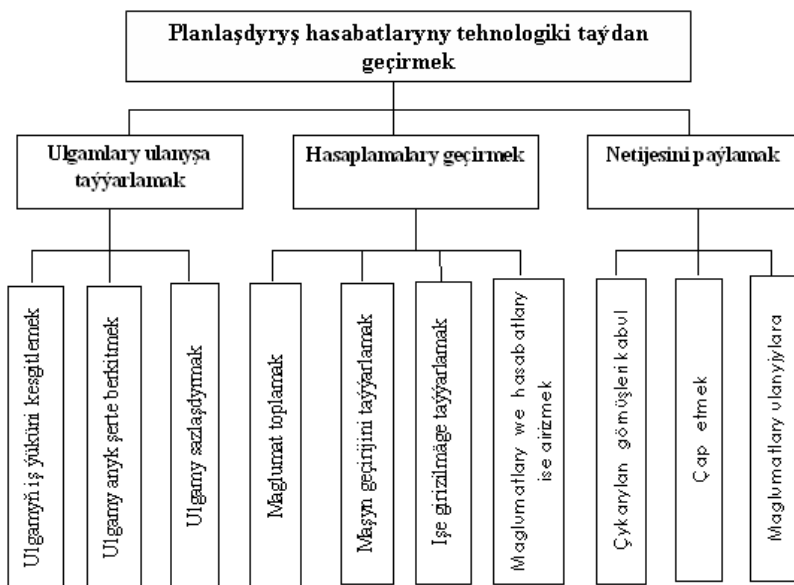 Planlaşdyryş hasabatlaryny tehnologiki taýdan
geçirmek
Ulgamlary ulanyşa
taýýarlamak
Hasaplamalary geçirmek
Netijesini paýlamak
Ulgamyň iş ýüküni kesgitlemek
Ulgamy anyk şerte berkitmek
Ulgamy sazlaşdyrmak
Maglumat toplamak
Maşyn geçirijini taýýarlamak
Işe girizilmäge taýýarlamak
Maglumatlary we hasabatlary
ise airizmek
Çykarylan gömüşleri kabul
Çap etmek
Maglumatlary ulanyjylara